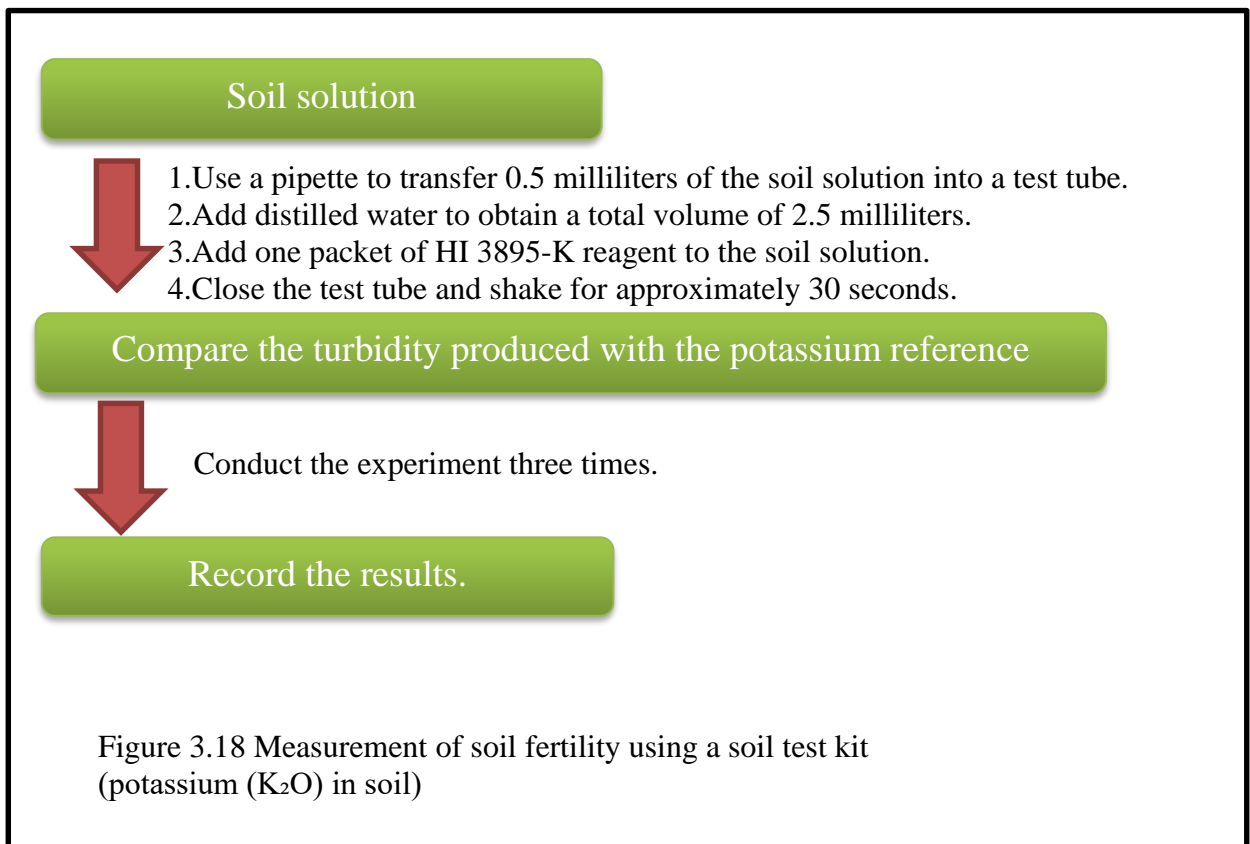 Soil solution
1.Use a pipette to transfer 0.5 milliliters of the soil solution into a test tube.
2.Add distilled water to obtain a total volume of 2.5 milliliters.
3.Add one packet of HI 3895-K reagent to the soil solution.
4.Close the test tube and shake for approximately 30 seconds.
Compare the turbidity produced with the potassium reference
Conduct the experiment three times.
Record the results.
Figure 3.18 Measurement of soil fertility using a soil test kit
(potassium (K₂O) in soil)